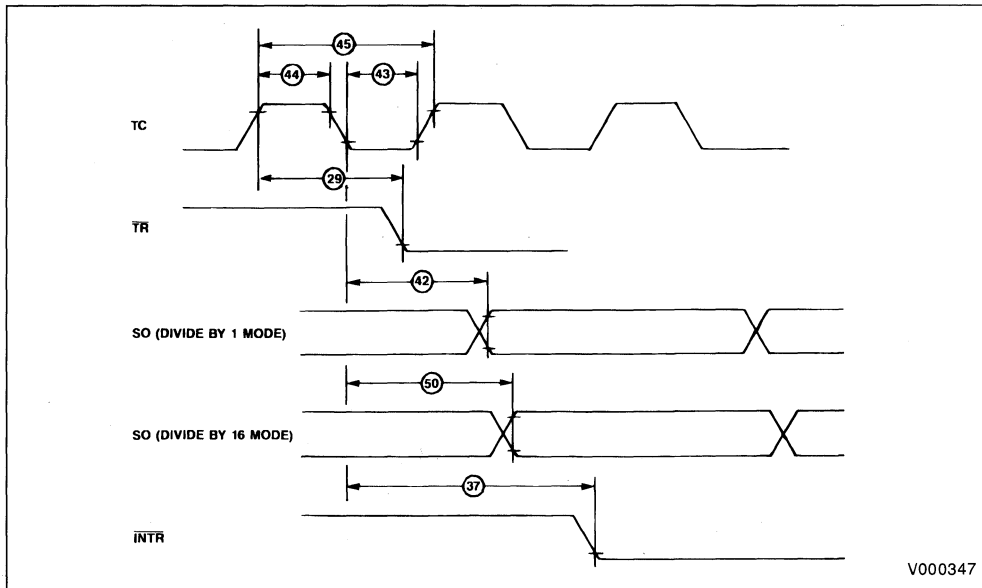 45
44
43
TC
29
TR
42
SO (DIVIDE BY 1 MODE)
50
SO (DIVIDE BY 16 MODE)
37
INTR
V000347